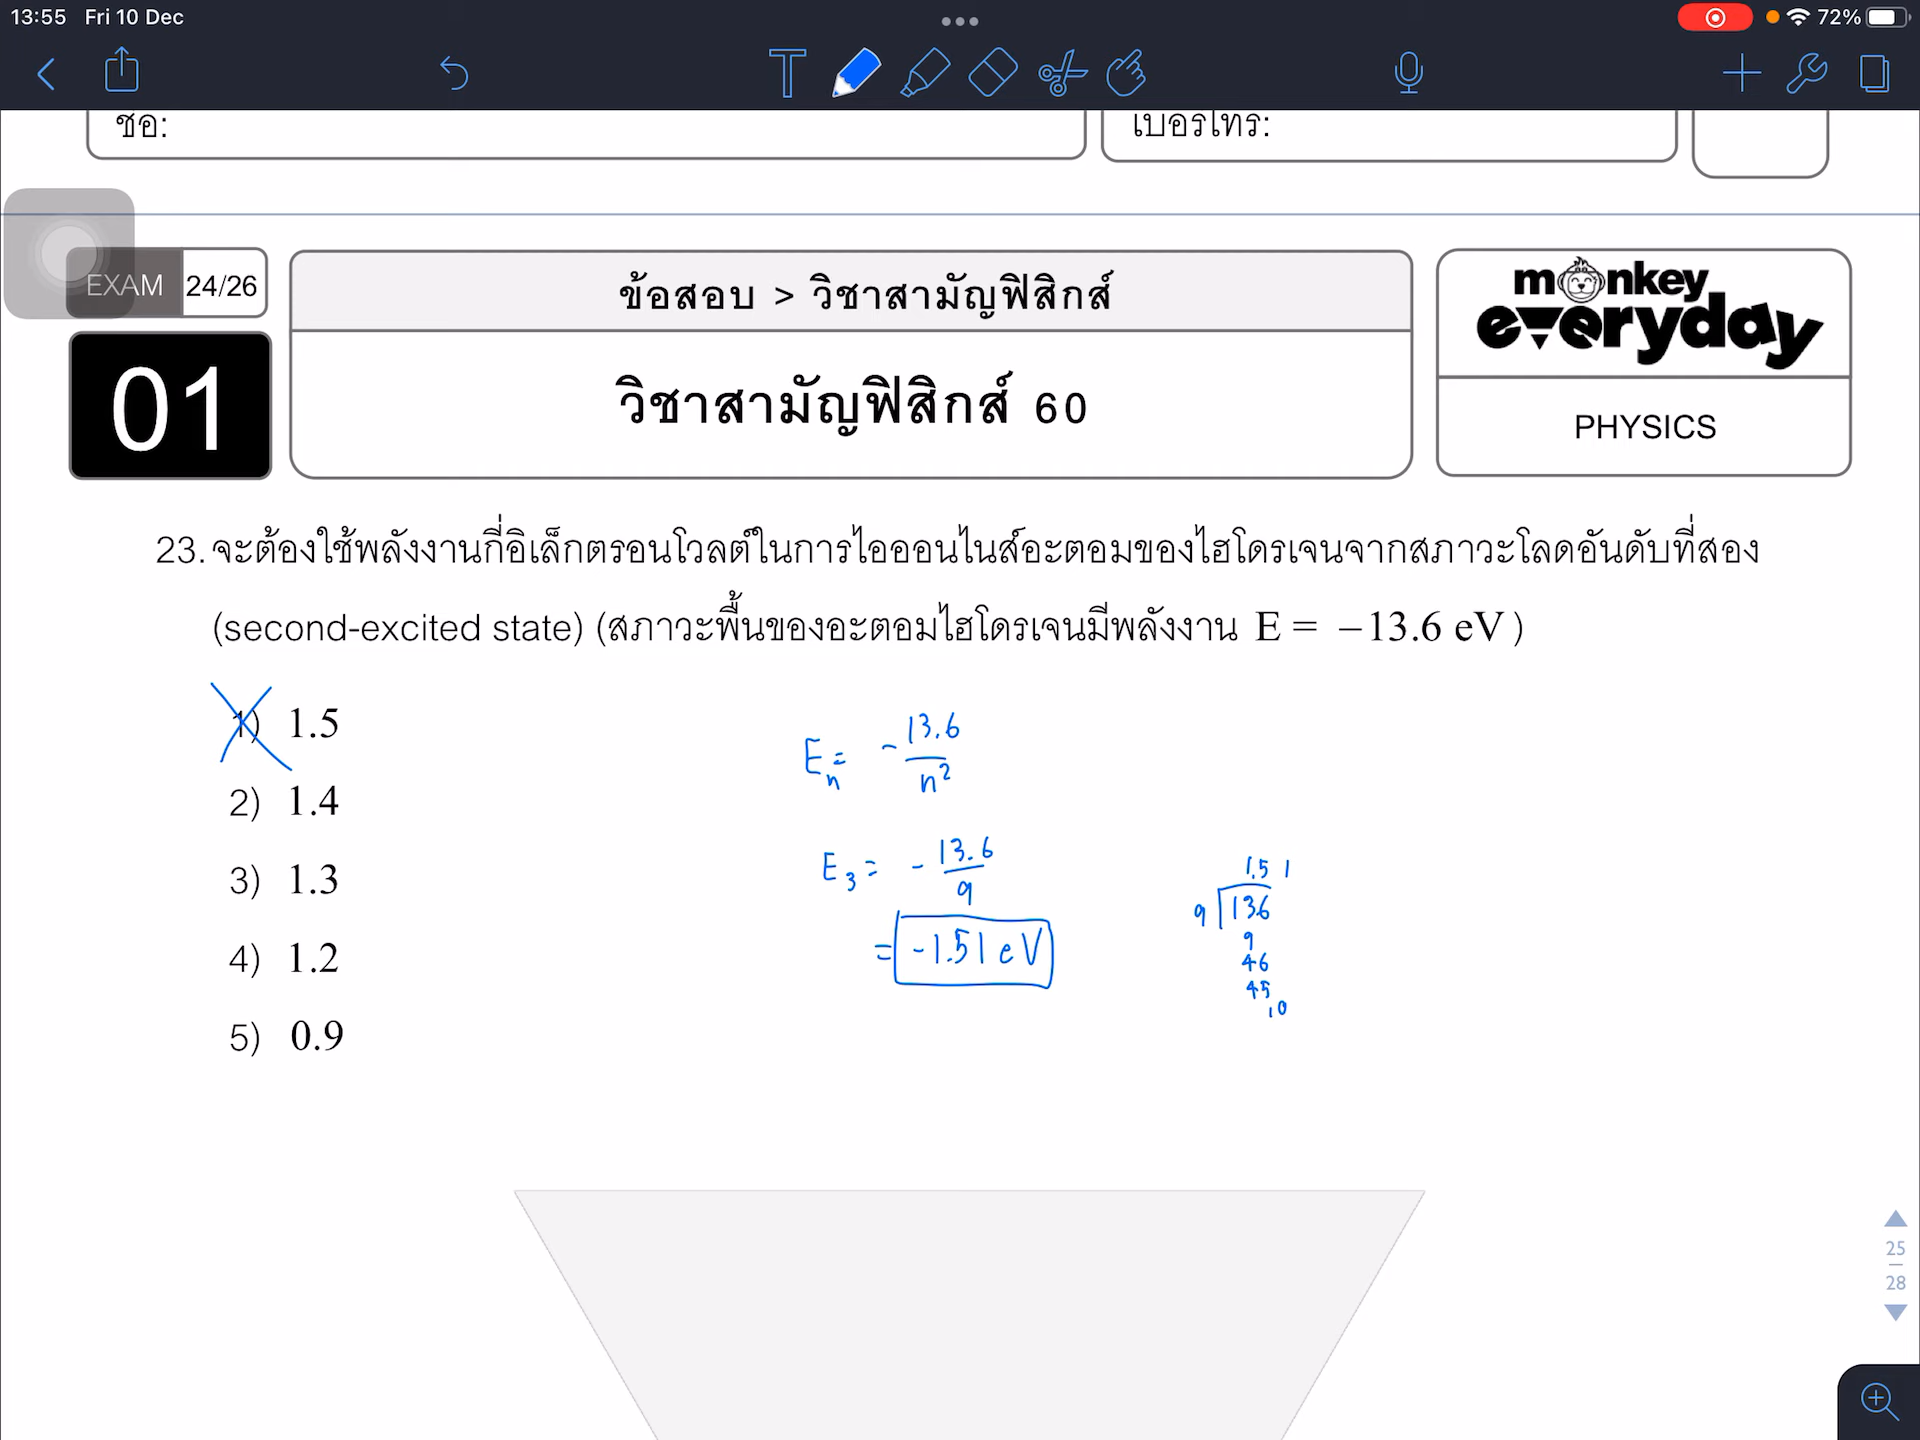 13:55 Fri 10 Dec
72%
ชื่อ:
เบอร์โทร:
EXAM 24/26
01
ข้อสอบ > วิชาสามัญฟิสิกส์
วิชาสามัญฟิสิกส์ 60
monkey
everyday
PHYSICS
23. จะต้องใช้พลังงานกี่อิเล็กตรอนโวลต์ในการไอออนไนส์อะตอมของไฮโดรเจนจากสภาวะโลดอันดับที่สอง
(second-excited state) (สภาวะพื้นของอะตอมไฮโดรเจนมีพลังงาน E = −13.6 eV)
1) 1.5
2) 1.4
3) 1.3
4) 1.2
5) 0.9
En = - 13.6
n²
E3 = - 13.6
9
= -1.51 eV
1.5 1
9 136
9
46
45
10
25
28